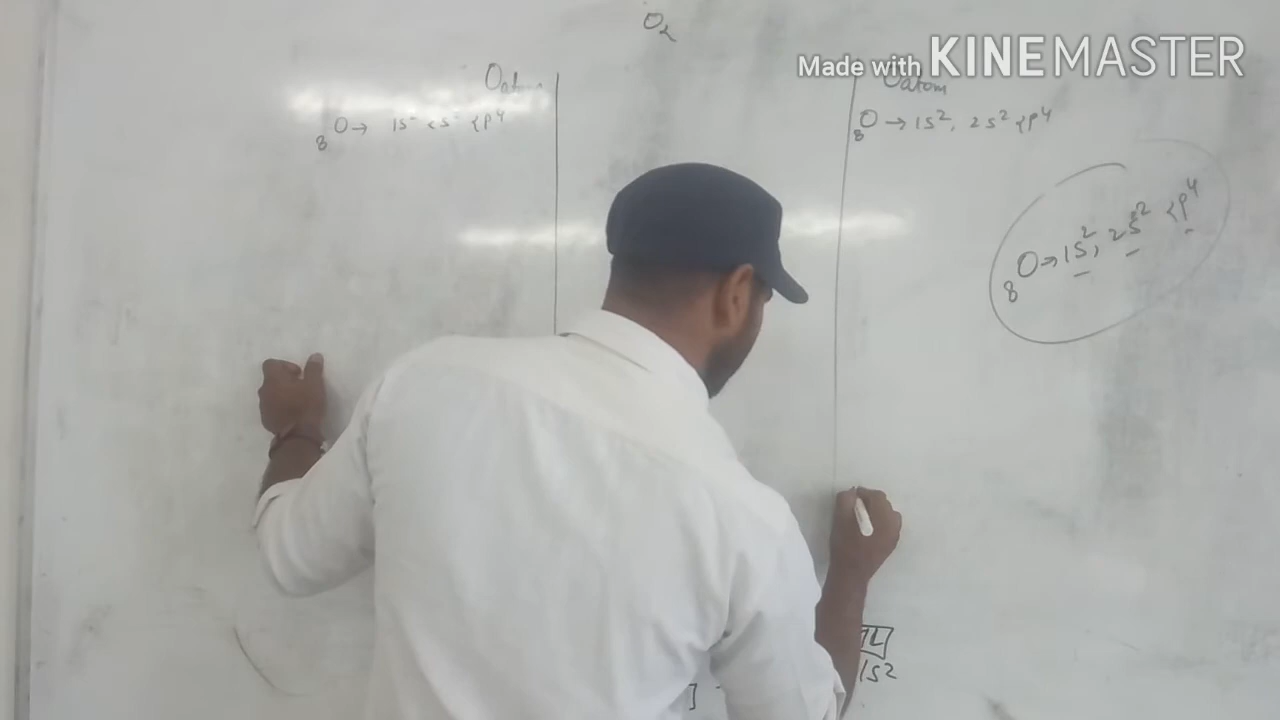 O₂
Made with KINEMASTER
O atom
O atom
₈O → 1s² 2s² 2p⁴
₈O → 1s², 2s² 2p⁴
₈O → 1s², 2s² 2p⁴
1s²